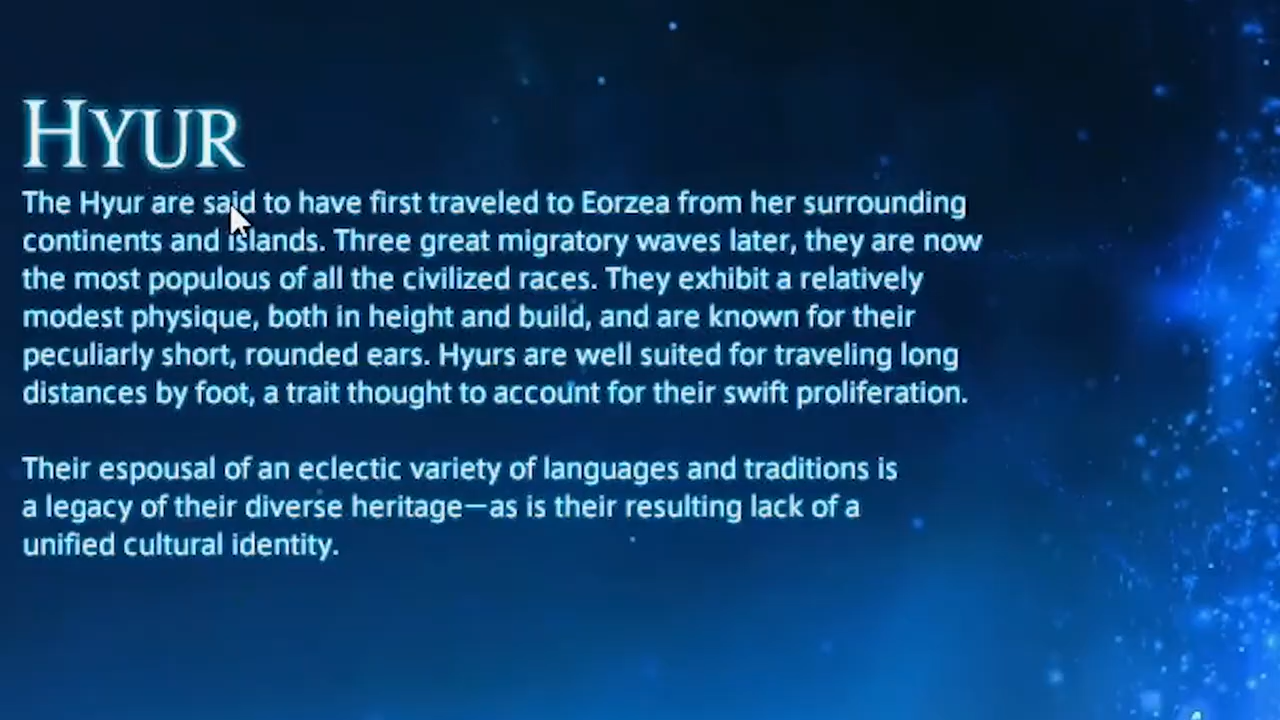 HYUR
The Hyur are said to have first traveled to Eorzea from her surrounding
continents and islands. Three great migratory waves later, they are now
the most populous of all the civilized races. They exhibit a relatively
modest physique, both in height and build, and are known for their
peculiarly short, rounded ears. Hyurs are well suited for traveling long
distances by foot, a trait thought to account for their swift proliferation.
Their espousal of an eclectic variety of languages and traditions is
a legacy of their diverse heritage—as is their resulting lack of a
unified cultural identity.